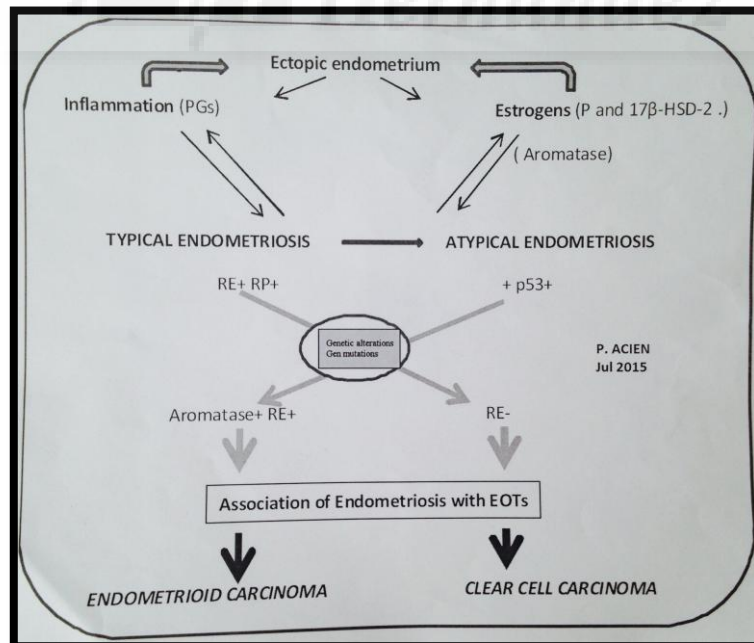 Ectopic endometrium
Inflammation (PGs)
Estrogens (P and 17β-HSD-2 .)
( Aromatase)
TYPICAL ENDOMETRIOSIS
ATYPICAL ENDOMETRIOSIS
RE+ RP+
+ p53+
Genetic alterations
Gen mutations
P. ACIEN
Jul 2015
Aromatase+ RE+
RE-
Association of Endometriosis with EOTs
ENDOMETRIOID CARCINOMA
CLEAR CELL CARCINOMA